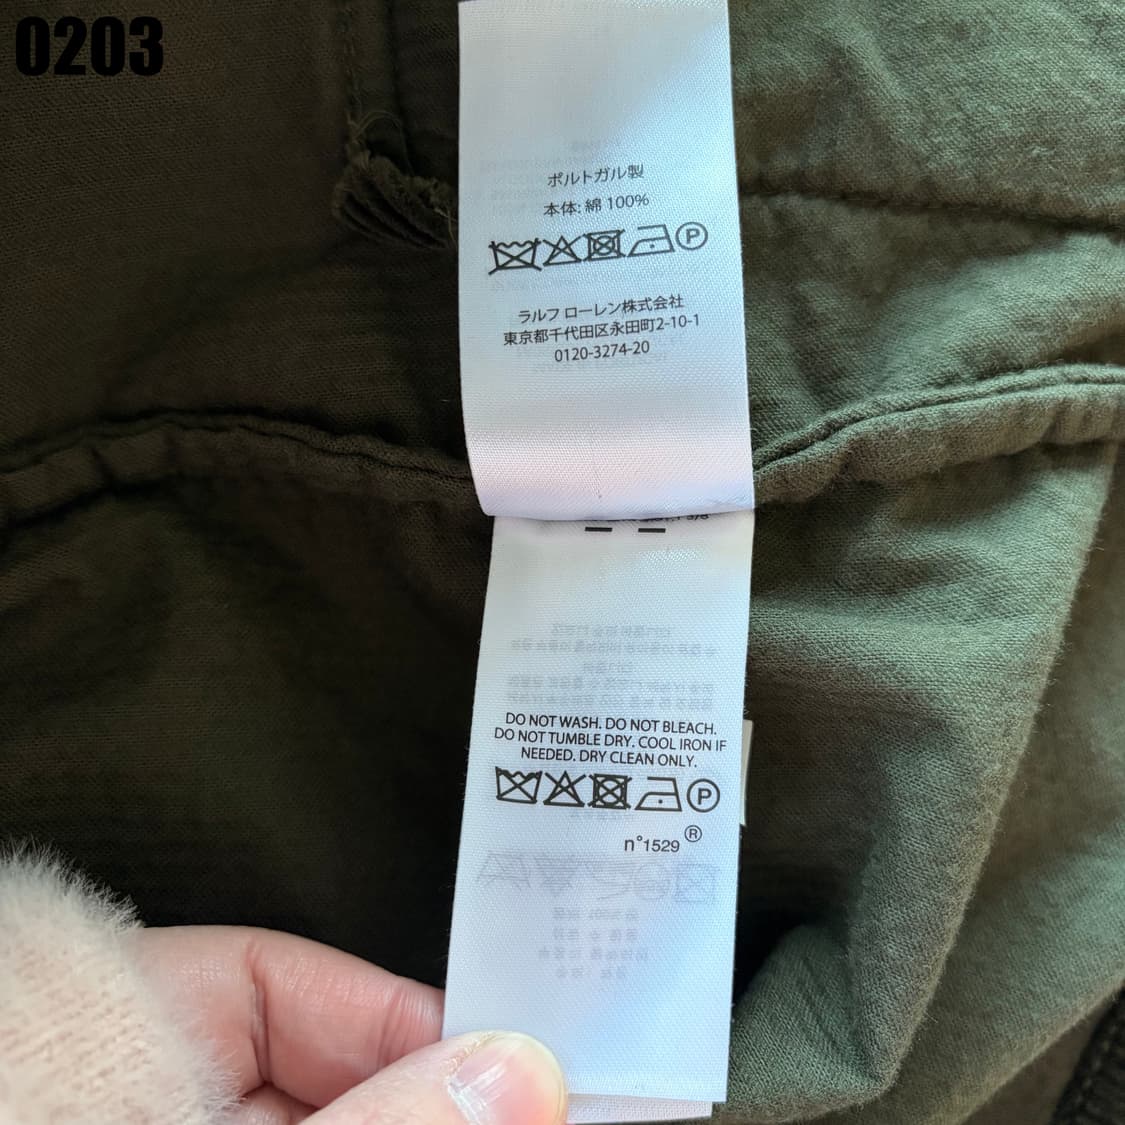 0203
ポルトガル製
本体: 綿 100%
P
ラルフ ローレン株式会社
東京都千代田区永田町2-10-1
0120-3274-20
DO NOT WASH. DO NOT BLEACH.
DO NOT TUMBLE DRY. COOL IRON IF
NEEDED. DRY CLEAN ONLY.
P
n°1529®